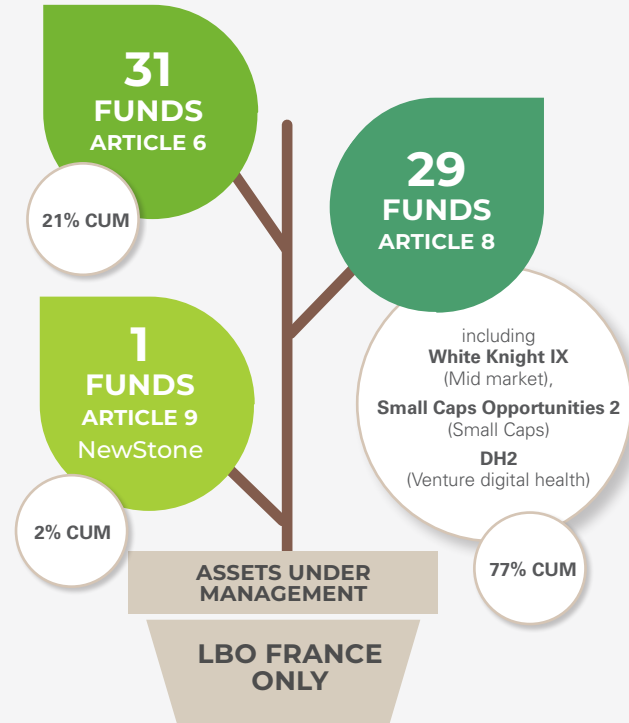 31
FUNDS
ARTICLE 6
21% CUM
29
FUNDS
ARTICLE 8
including
White Knight IX
(Mid market),
Small Caps Opportunities 2
(Small Caps)
DH2
(Venture digital health)
77% CUM
1
FUNDS
ARTICLE 9
NewStone
2% CUM
ASSETS UNDER
MANAGEMENT
LBO FRANCE
ONLY